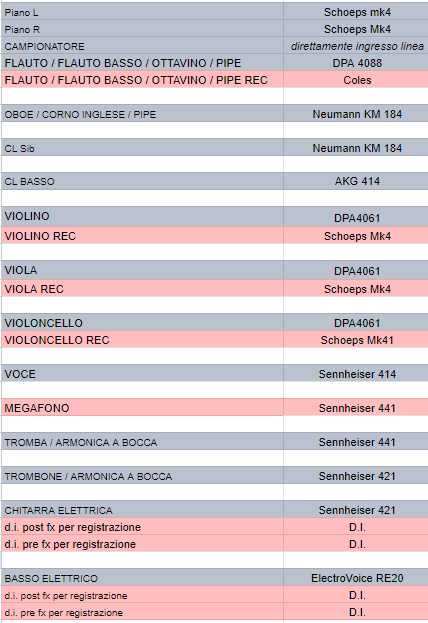 Piano L Schoeps mk4
Piano R Schoeps Mk4
CAMPIONATORE direttamente ingresso linea
FLAUTO / FLAUTO BASSO / OTTAVINO / PIPE DPA 4088
FLAUTO / FLAUTO BASSO / OTTAVINO / PIPE REC Coles
OBOE / CORNO INGLESE / PIPE Neumann KM 184
CL Sib Neumann KM 184
CL BASSO AKG 414
VIOLINO DPA4061
VIOLINO REC Schoeps Mk4
VIOLA DPA4061
VIOLA REC Schoeps Mk4
VIOLONCELLO DPA4061
VIOLONCELLO REC Schoeps Mk41
VOCE Sennheiser 414
MEGAFONO Sennheiser 441
TROMBA / ARMONICA A BOCCA Sennheiser 441
TROMBONE / ARMONICA A BOCCA Sennheiser 421
CHITARRA ELETTRICA Sennheiser 421
d.i. post fx per registrazione D.I.
d.i. pre fx per registrazione D.I.
BASSO ELETTRICO ElectroVoice RE20
d.i. post fx per registrazione D.I.
d.i. pre fx per registrazione D.I.